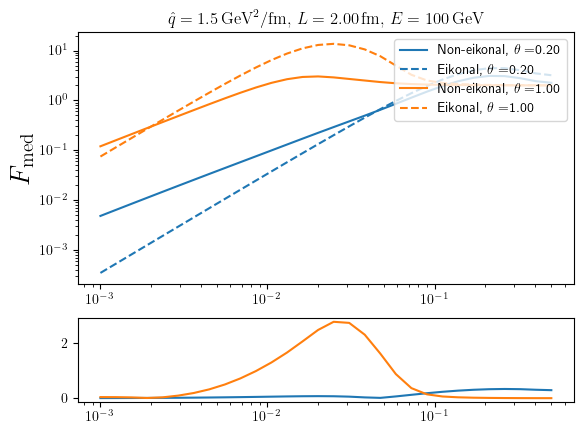 q̂ = 1.5 GeV²/fm, L = 2.00 fm, E = 100 GeV
10¹
10⁰
10⁻¹
10⁻²
10⁻³
F_med
Non-eikonal, θ =0.20
Eikonal, θ =0.20
Non-eikonal, θ =1.00
Eikonal, θ =1.00
10⁻³ 10⁻² 10⁻¹
2
0
10⁻³ 10⁻² 10⁻¹